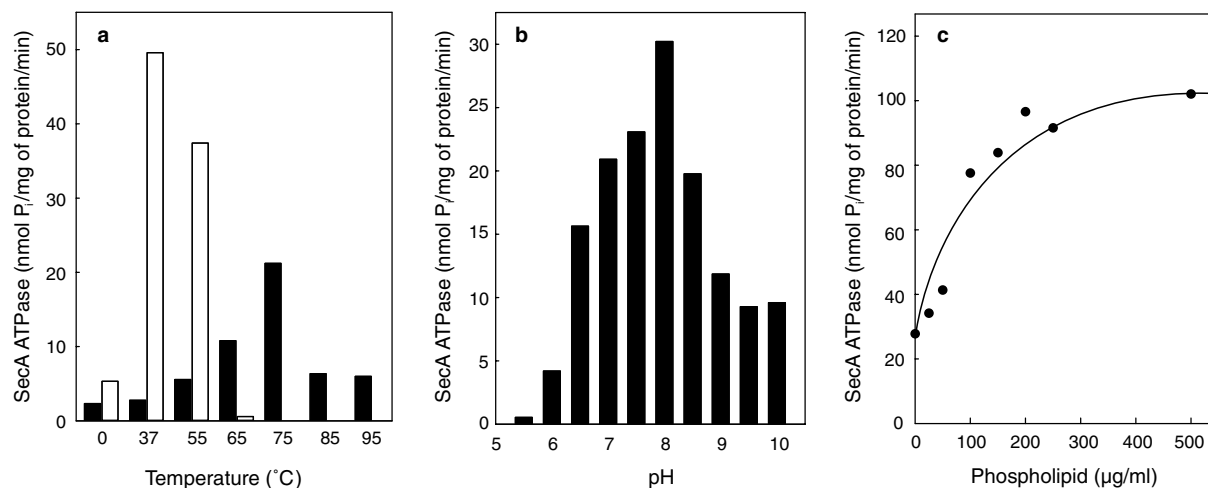 a
SecA ATPase (nmol Pi/mg of protein/min)
50
40
30
20
10
0
0 37 55 65 75 85 95
Temperature (˚C)
b
SecA ATPase (nmol Pi/mg of protein/min)
30
25
20
15
10
5
0
5 6 7 8 9 10
pH
c
SecA ATPase (nmol Pi/mg of protein/min)
120
100
80
60
40
20
0
0 100 200 300 400 500
Phospholipid (µg/ml)